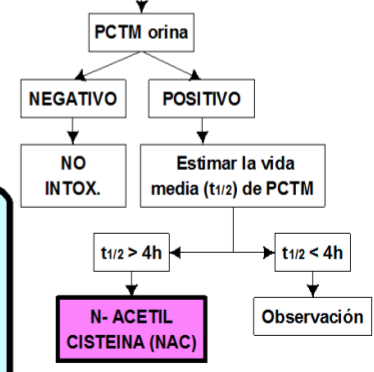 PCTM orina
NEGATIVO
POSITIVO
NO
INTOX.
Estimar la vida
media (t1/2) de PCTM
t1/2 > 4h
t1/2 < 4h
N- ACETIL
CISTEINA (NAC)
Observación